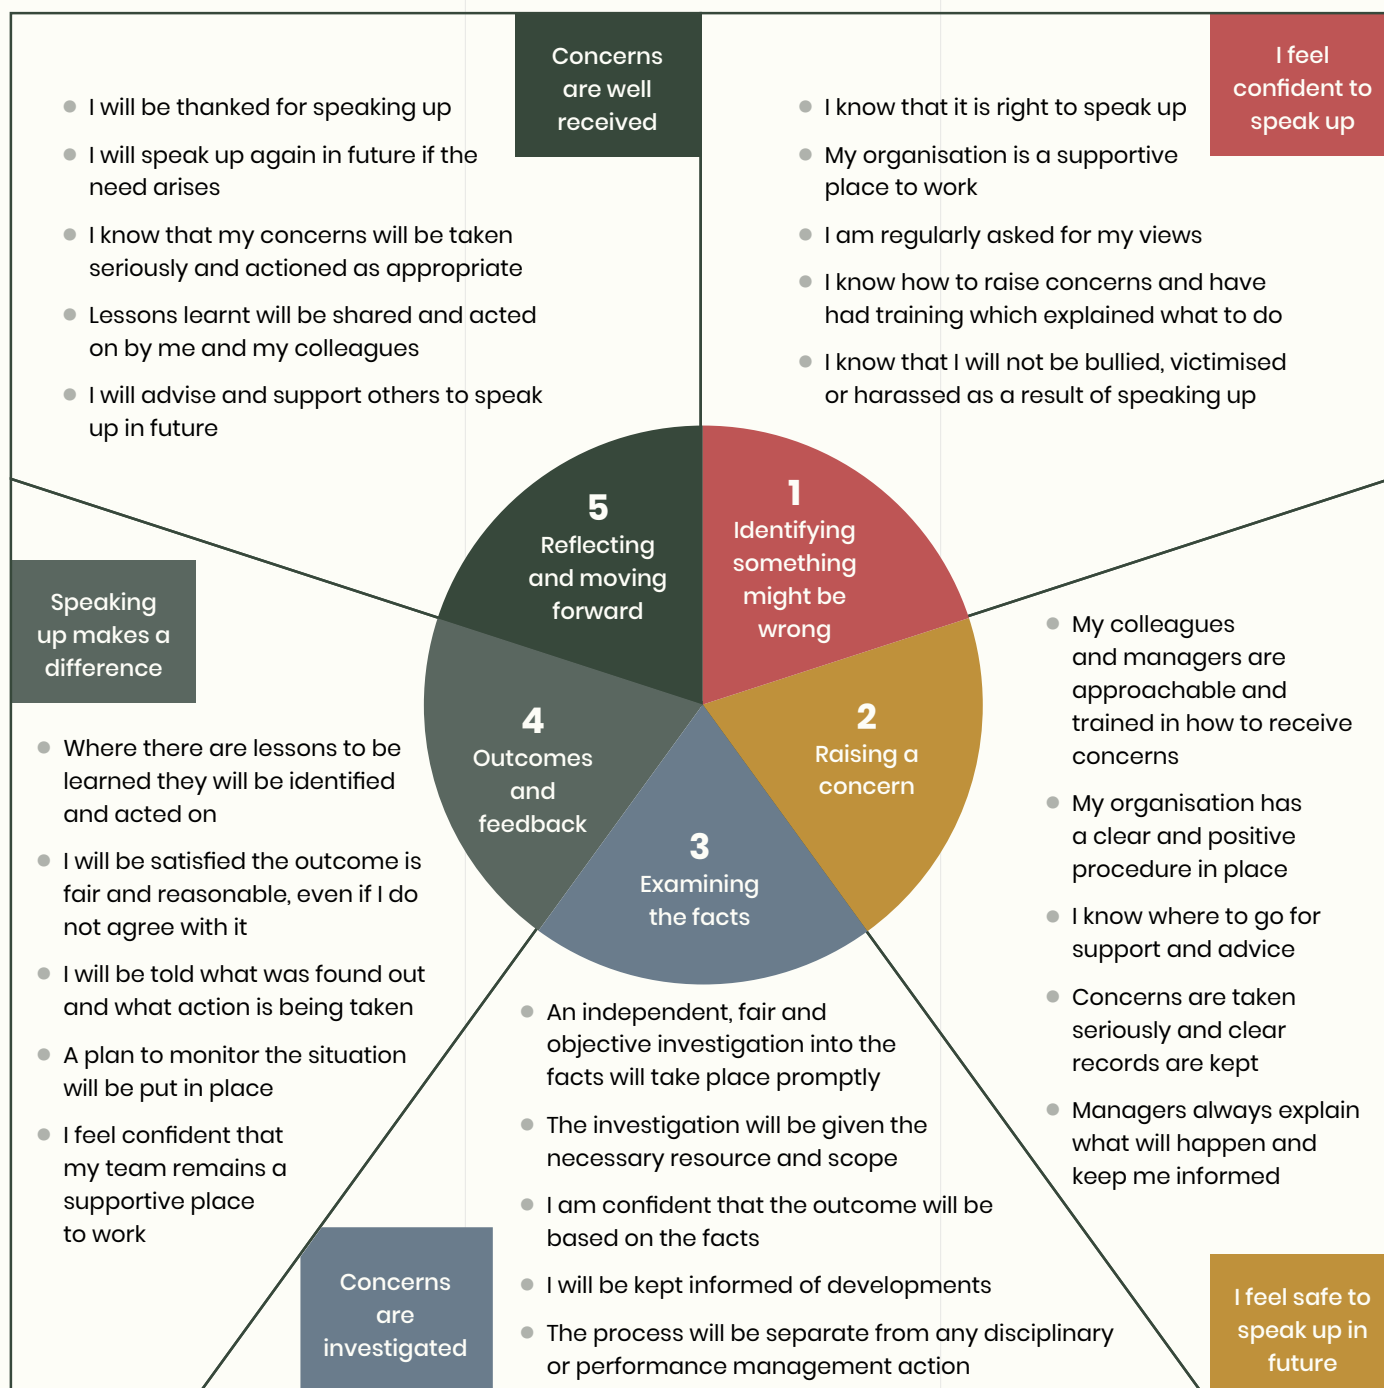 Concerns
are well
received
I will be thanked for speaking up
I will speak up again in future if the
need arises
I know that my concerns will be taken
seriously and actioned as appropriate
Lessons learnt will be shared and acted
on by me and my colleagues
I will advise and support others to speak
up in future
I feel
confident to
speak up
I know that it is right to speak up
My organisation is a supportive
place to work
I am regularly asked for my views
I know how to raise concerns and have
had training which explained what to do
I know that I will not be bullied, victimised
or harassed as a result of speaking up
5
Reflecting
and moving
forward
1
Identifying
something
might be
wrong
2
Raising a
concern
3
Examining
the facts
4
Outcomes
and
feedback
Speaking
up makes a
difference
Where there are lessons to be
learned they will be identified
and acted on
I will be satisfied the outcome is
fair and reasonable, even if I do
not agree with it
I will be told what was found out
and what action is being taken
A plan to monitor the situation
will be put in place
I feel confident that
my team remains a
supportive place
to work
My colleagues
and managers are
approachable and
trained in how to receive
concerns
My organisation has
a clear and positive
procedure in place
I know where to go for
support and advice
Concerns are taken
seriously and clear
records are kept
Managers always explain
what will happen and
keep me informed
An independent, fair and
objective investigation into the
facts will take place promptly
The investigation will be given the
necessary resource and scope
I am confident that the outcome will be
based on the facts
I will be kept informed of developments
The process will be separate from any disciplinary
or performance management action
Concerns
are
investigated
I feel safe to
speak up in
future